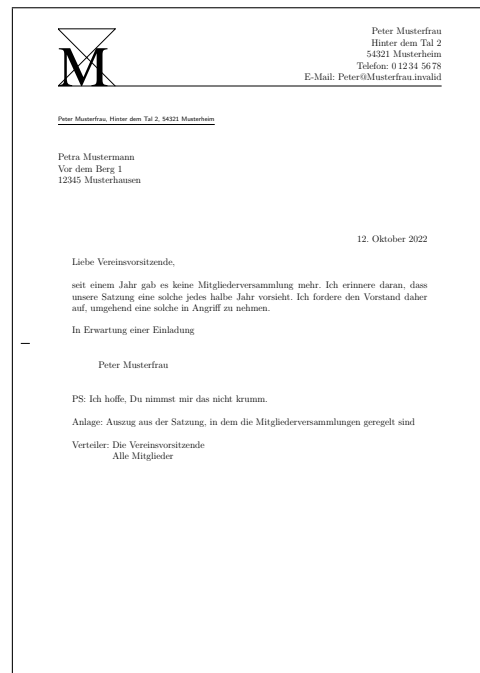 M
Peter Musterfrau
Hinter dem Tal 2
54321 Musterheim
Telefon: 0 12 34 56 78
E-Mail: Peter@Musterfrau.invalid
Peter Musterfrau, Hinter dem Tal 2, 54321 Musterheim
Petra Mustermann
Vor dem Berg 1
12345 Musterhausen
12. Oktober 2022
Liebe Vereinsvorsitzende,
seit einem Jahr gab es keine Mitgliederversammlung mehr. Ich erinnere daran, dass
unsere Satzung eine solche jedes halbe Jahr vorsieht. Ich fordere den Vorstand daher
auf, umgehend eine solche in Angriff zu nehmen.
In Erwartung einer Einladung
Peter Musterfrau
PS: Ich hoffe, Du nimmst mir das nicht krumm.
Anlage: Auszug aus der Satzung, in dem die Mitgliederversammlungen geregelt sind
Verteiler: Die Vereinsvorsitzende
Alle Mitglieder